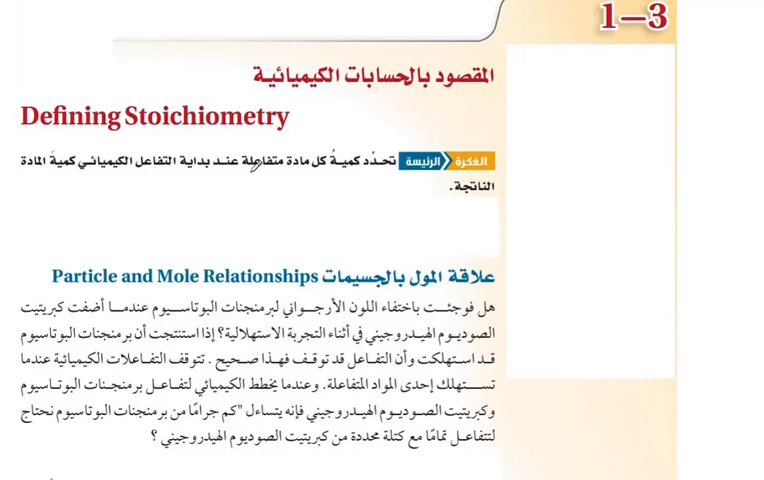 1-3
المقصود بالحسابات الكيميائية
Defining Stoichiometry
الفكرة الرئيسة تحدّد كميةُ كل مادة متفاعلة عند بداية التفاعل الكيميائي كميةَ المادة
الناتجة.
علاقة المول بالجسيمات Particle and Mole Relationships
هل فوجئت باختفاء اللون الأرجواني لبرمنجنات البوتاسيوم عندما أضفت كبريتيت
الصوديوم الهيدروجيني في أثناء التجربة الاستهلالية؟ إذا استنتجت أن برمنجنات البوتاسيوم
قد استهلكت وأن التفاعل قد توقف فهذا صحيح . تتوقف التفاعلات الكيميائية عندما
تستهلك إحدى المواد المتفاعلة. وعندما يخطط الكيميائي لتفاعل برمنجنات البوتاسيوم
وكبريتيت الصوديوم الهيدروجيني فإنه يتساءل "كم جرامًا من برمنجنات البوتاسيوم نحتاج
لتتفاعل تمامًا مع كتلة محددة من كبريتيت الصوديوم الهيدروجيني ؟